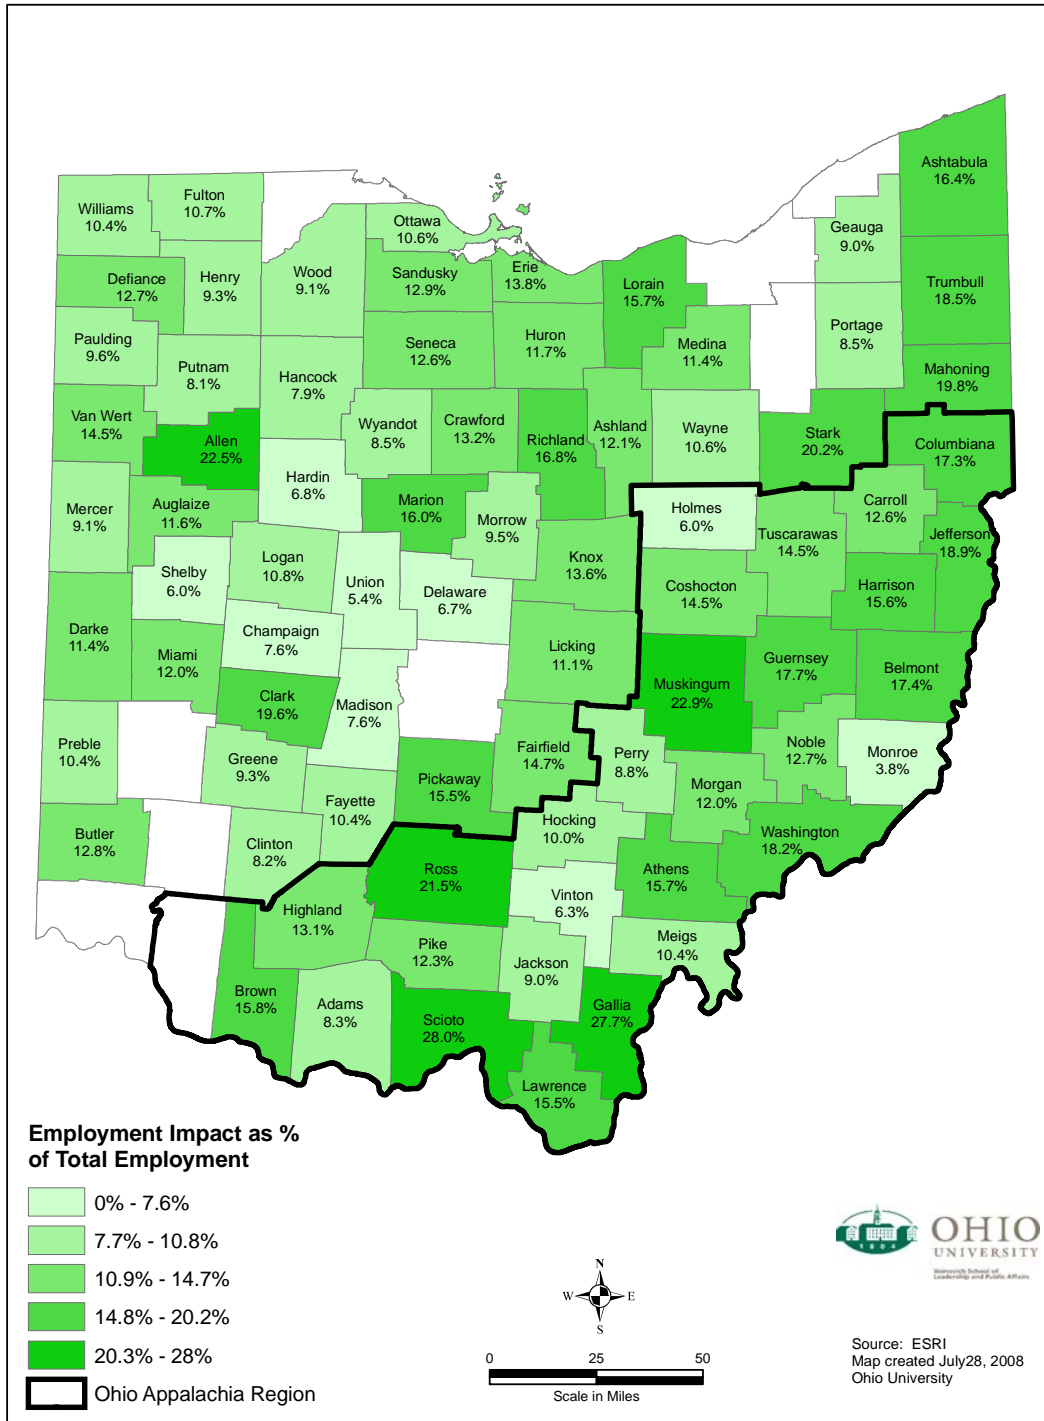 Ashtabula
16.4%
Williams
10.4%
Fulton
10.7%
Ottawa
10.6%
Geauga
9.0%
Defiance
12.7%
Henry
9.3%
Wood
9.1%
Sandusky
12.9%
Erie
13.8%
Lorain
15.7%
Trumbull
18.5%
Paulding
9.6%
Putnam
8.1%
Hancock
7.9%
Seneca
12.6%
Huron
11.7%
Medina
11.4%
Portage
8.5%
Mahoning
19.8%
Van Wert
14.5%
Allen
22.5%
Wyandot
8.5%
Crawford
13.2%
Richland
16.8%
Ashland
12.1%
Wayne
10.6%
Stark
20.2%
Columbiana
17.3%
Hardin
6.8%
Mercer
9.1%
Auglaize
11.6%
Marion
16.0%
Morrow
9.5%
Holmes
6.0%
Carroll
12.6%
Tuscarawas
14.5%
Jefferson
18.9%
Shelby
6.0%
Logan
10.8%
Union
5.4%
Delaware
6.7%
Knox
13.6%
Coshocton
14.5%
Harrison
15.6%
Darke
11.4%
Miami
12.0%
Champaign
7.6%
Licking
11.1%
Clark
19.6%
Madison
7.6%
Muskingum
22.9%
Guernsey
17.7%
Belmont
17.4%
Preble
10.4%
Greene
9.3%
Pickaway
15.5%
Fairfield
14.7%
Perry
8.8%
Noble
12.7%
Monroe
3.8%
Fayette
10.4%
Morgan
12.0%
Butler
12.8%
Clinton
8.2%
Hocking
10.0%
Washington
18.2%
Ross
21.5%
Athens
15.7%
Highland
13.1%
Vinton
6.3%
Pike
12.3%
Jackson
9.0%
Meigs
10.4%
Brown
15.8%
Adams
8.3%
Scioto
28.0%
Gallia
27.7%
Lawrence
15.5%
Employment Impact as %
of Total Employment
0% - 7.6%
7.7% - 10.8%
10.9% - 14.7%
14.8% - 20.2%
20.3% - 28%
Ohio Appalachia Region
N
W E
S
0 25 50
Scale in Miles
1804
OHIO
UNIVERSITY
Voinovich School of
Leadership and Public Affairs
Source: ESRI
Map created July28, 2008
Ohio University